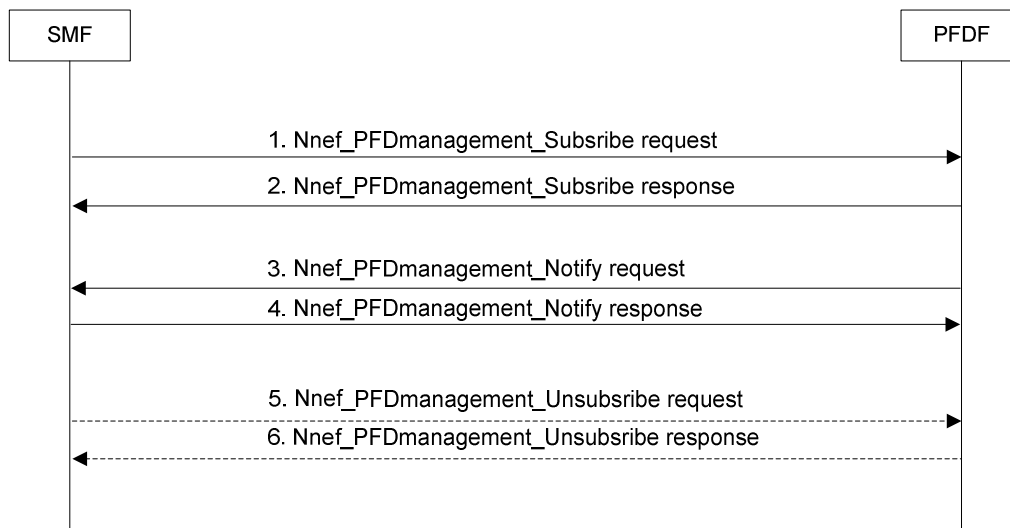 SMF
PFDF
1. Nnef_PFDmanagement_Subsribe request
2. Nnef_PFDmanagement_Subsribe response
3. Nnef_PFDmanagement_Notify request
4. Nnef_PFDmanagement_Notify response
5. Nnef_PFDmanagement_Unsubsribe request
6. Nnef_PFDmanagement_Unsubsribe response